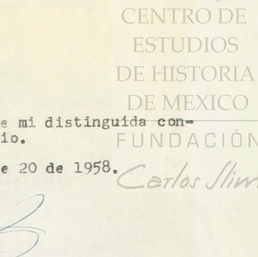 CENTRO DE
ESTUDIOS
DE HISTORIA
DE MEXICO
FUNDACIÓN
Carlos Slim
e mi distinguida con-
io.
e 20 de 1958.